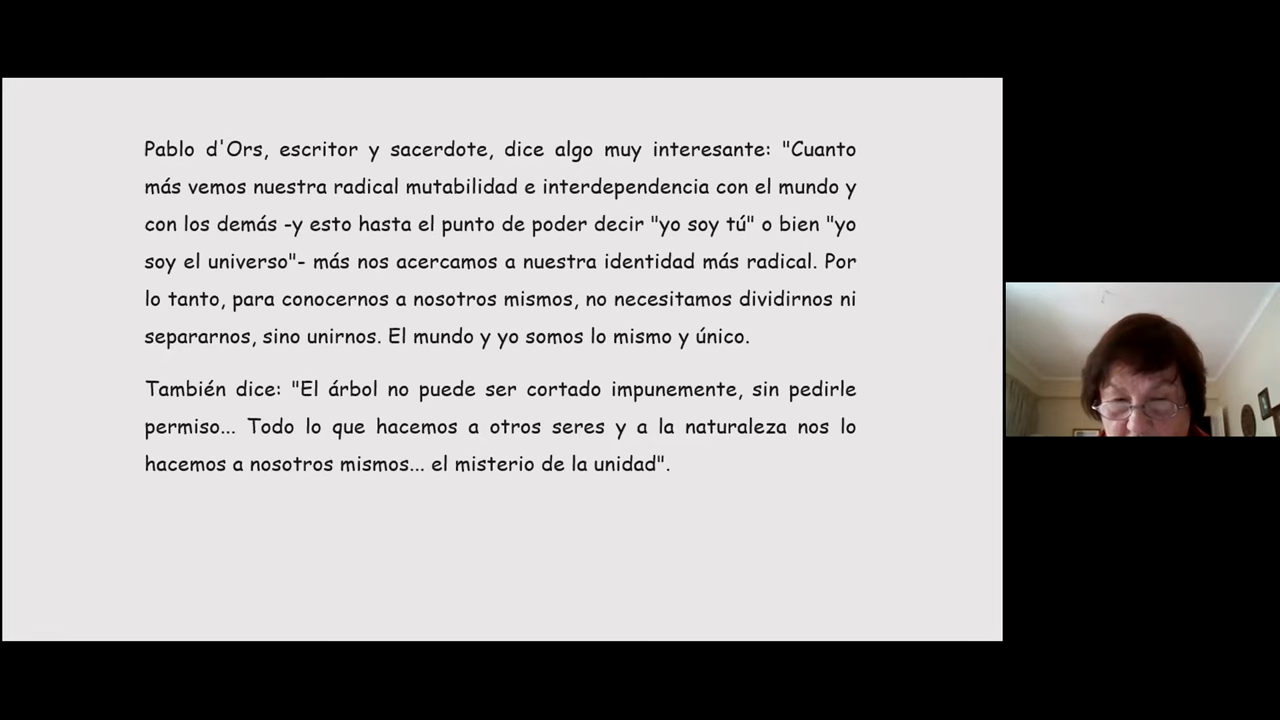 Pablo d'Ors, escritor y sacerdote, dice algo muy interesante: "Cuanto
más vemos nuestra radical mutabilidad e interdependencia con el mundo y
con los demás -y esto hasta el punto de poder decir "yo soy tú" o bien "yo
soy el universo"- más nos acercamos a nuestra identidad más radical. Por
lo tanto, para conocernos a nosotros mismos, no necesitamos dividirnos ni
separarnos, sino unirnos. El mundo y yo somos lo mismo y único.
También dice: "El árbol no puede ser cortado impunemente, sin pedirle
permiso... Todo lo que hacemos a otros seres y a la naturaleza nos lo
hacemos a nosotros mismos... el misterio de la unidad".